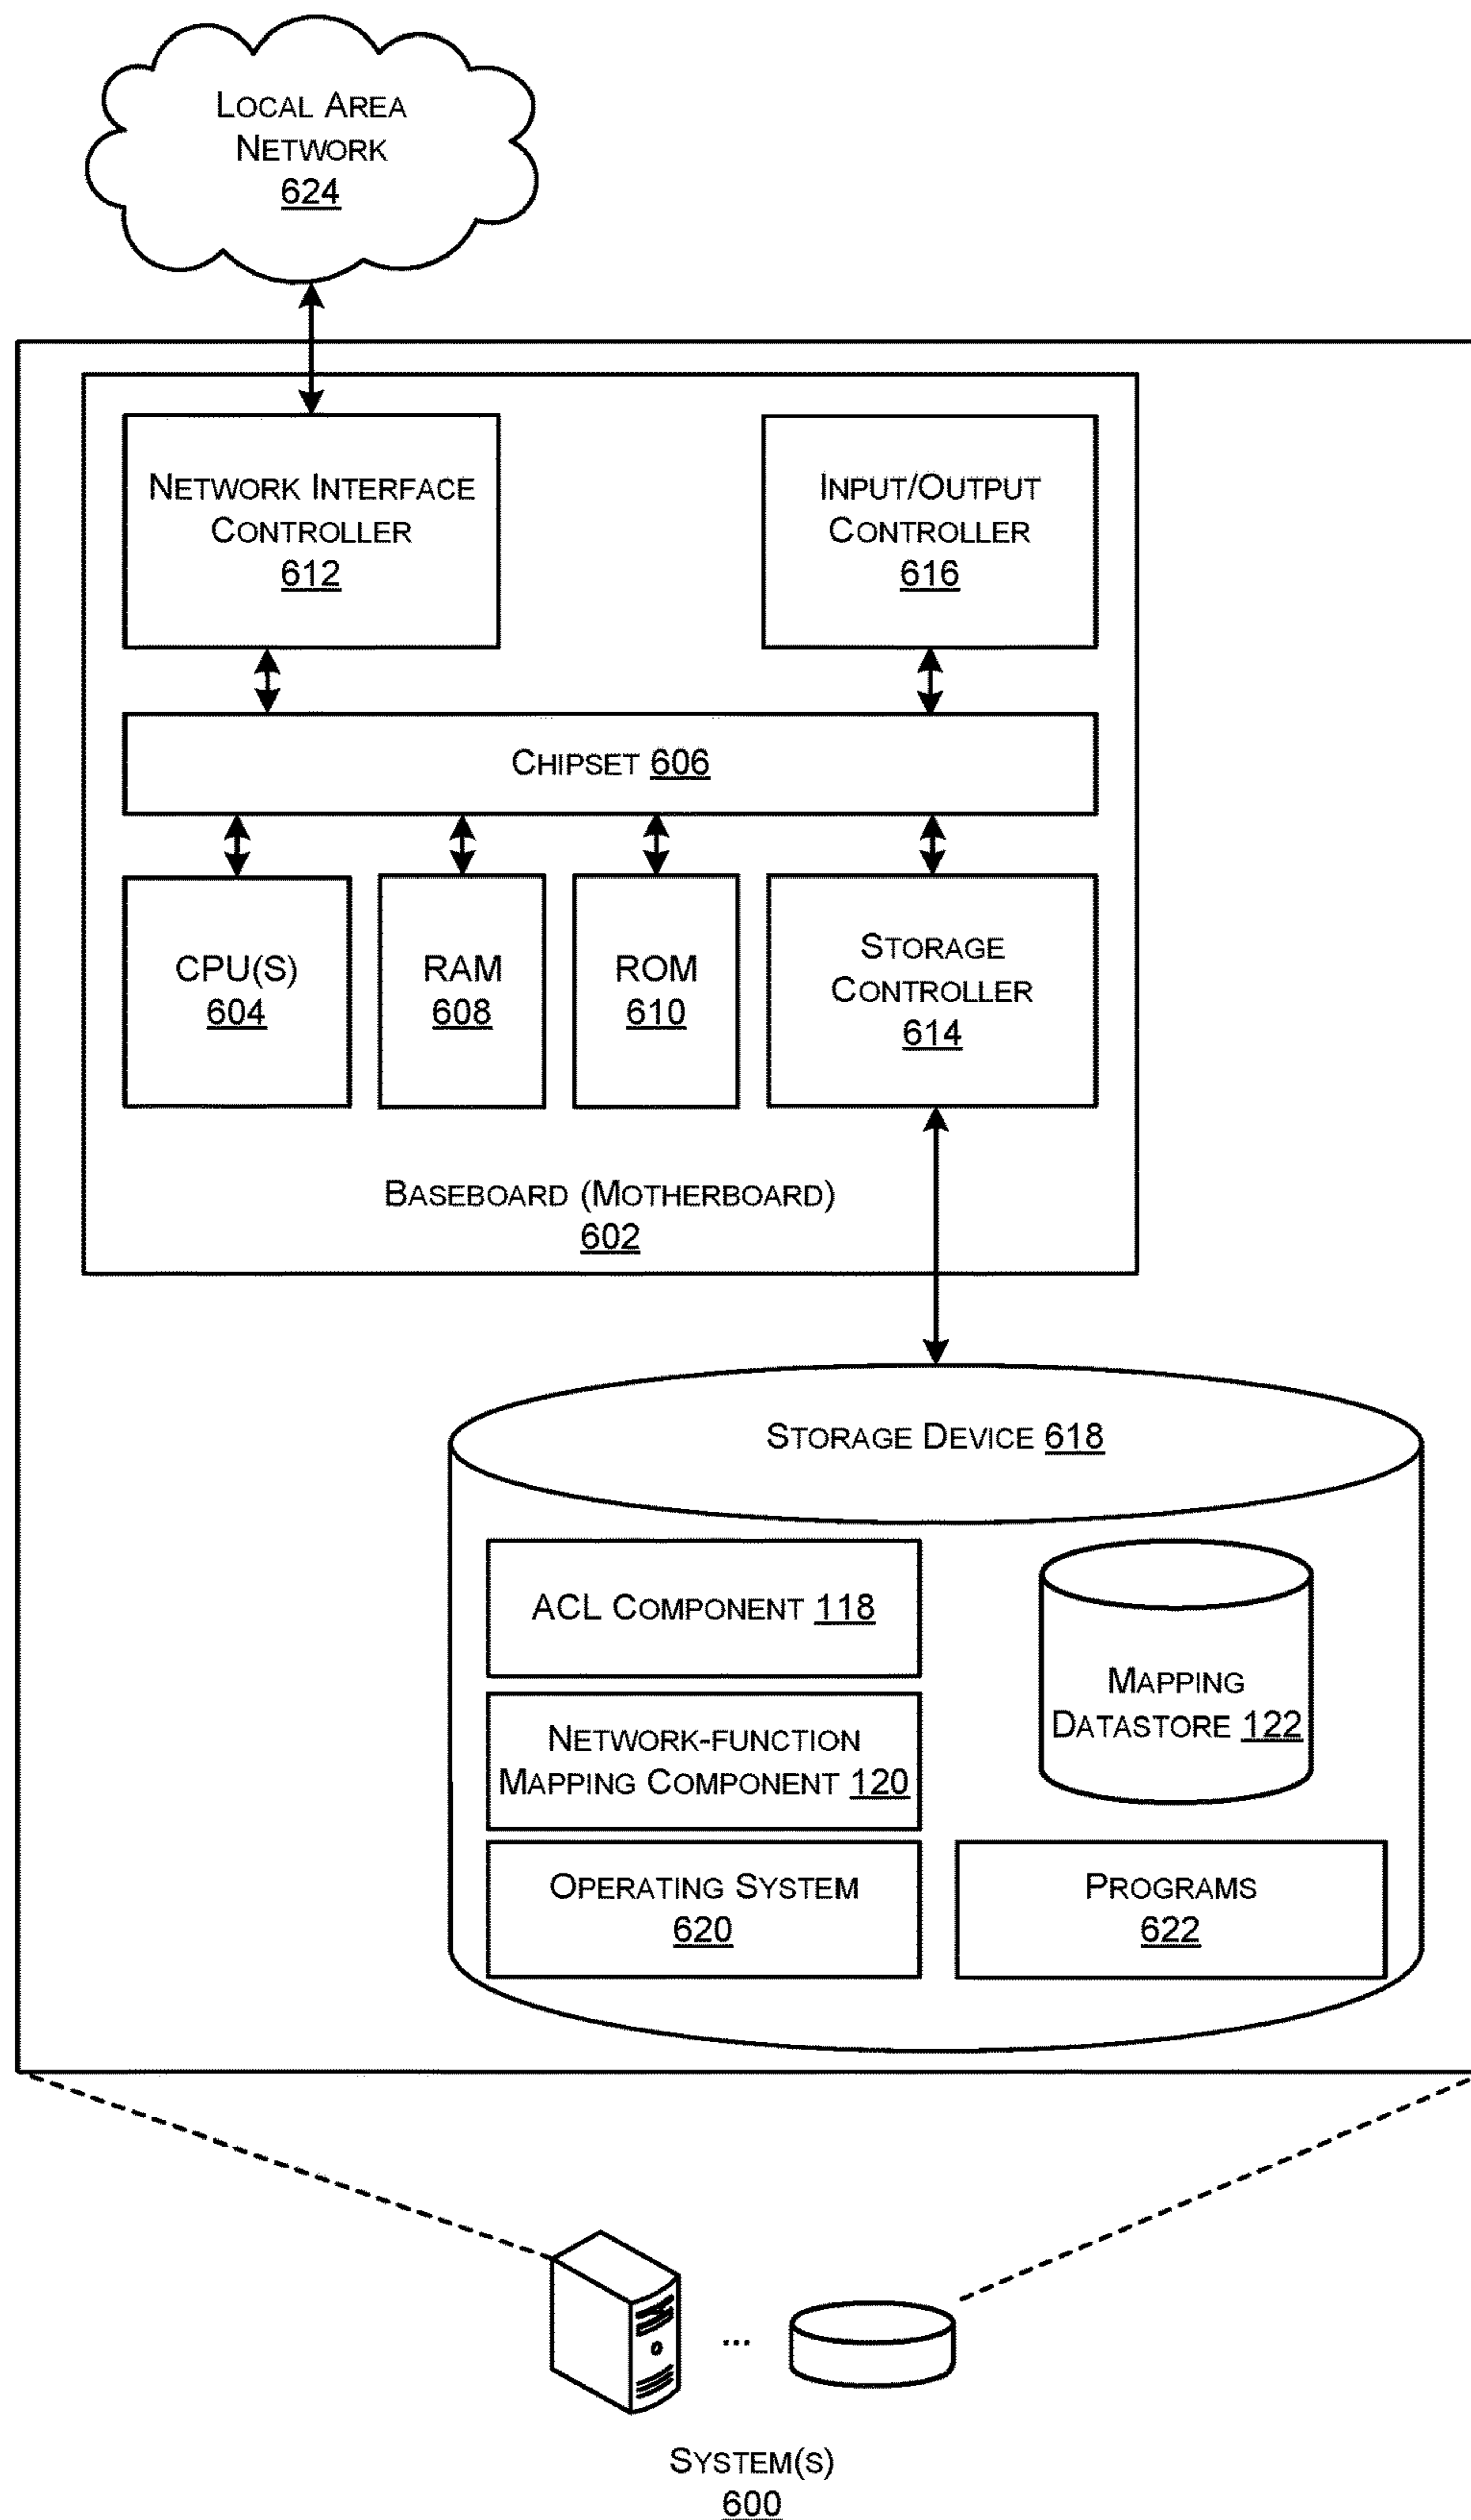 LOCAL AREA
NETWORK
624
NETWORK INTERFACE
CONTROLLER
612
INPUT/OUTPUT
CONTROLLER
616
CHIPSET 606
CPU(S)
604
RAM
608
ROM
610
STORAGE
CONTROLLER
614
BASEBOARD (MOTHERBOARD)
602
STORAGE DEVICE 618
ACL COMPONENT 118
NETWORK-FUNCTION
MAPPING COMPONENT 120
MAPPING
DATASTORE 122
OPERATING SYSTEM
620
PROGRAMS
622
...
SYSTEM(S)
600